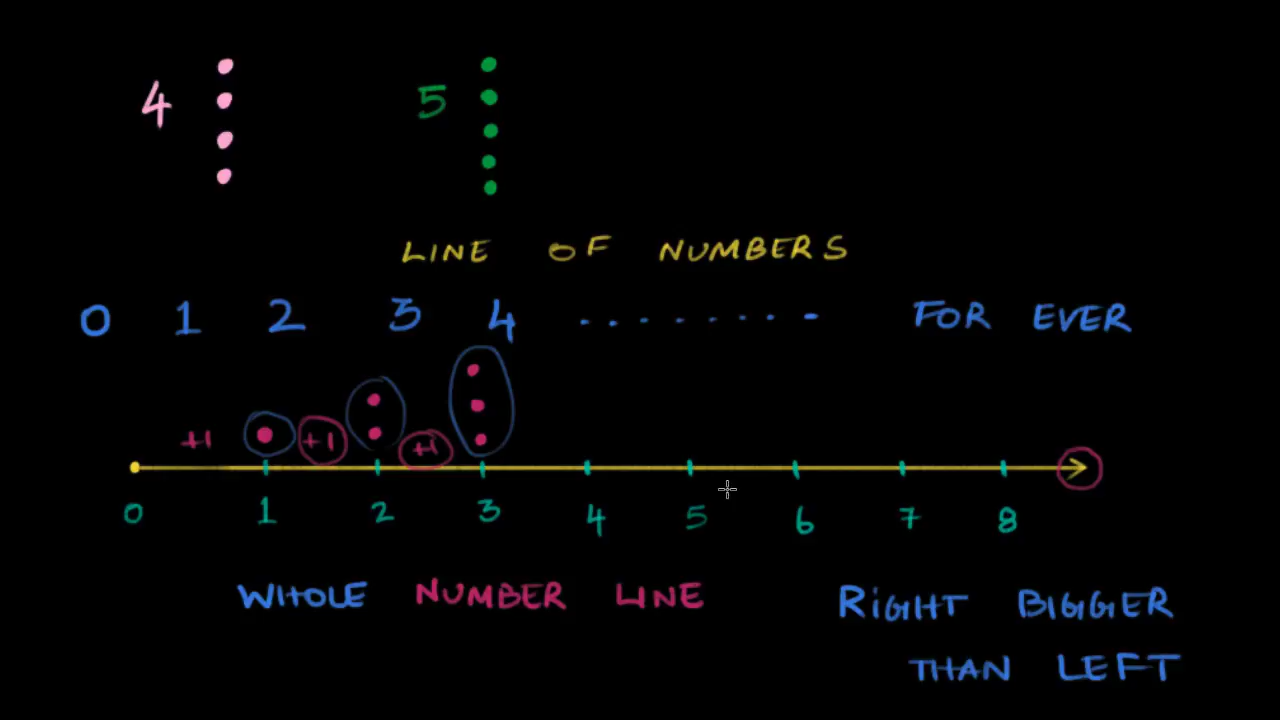 4 5
LINE OF NUMBERS
0 1 2 3 4 ........ FOR EVER
+1 +1 +1
0 1 2 3 4 5 6 7 8
WHOLE NUMBER LINE
RIGHT BIGGER
THAN LEFT